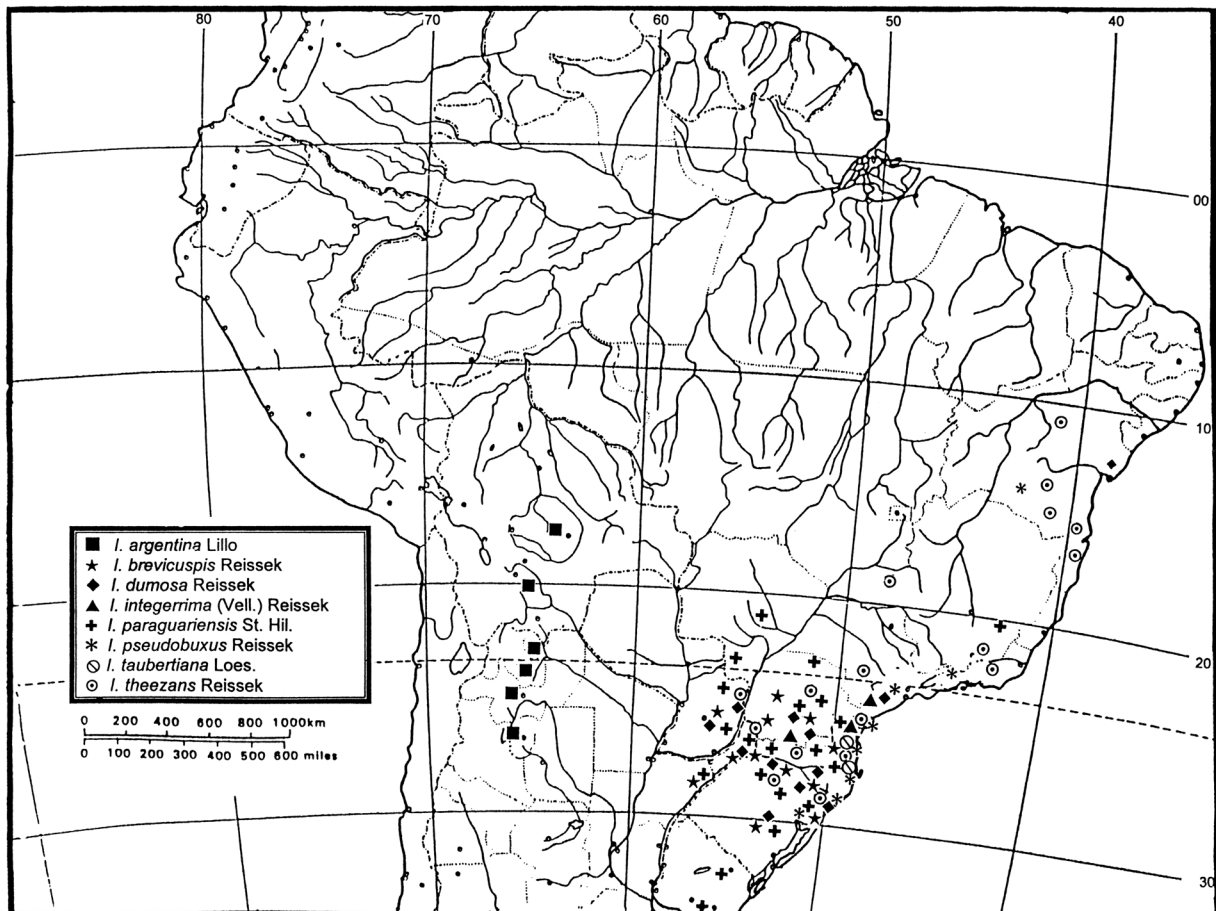 80 70 60 50 40
00
10
■ I. argentina Lillo
★ I. brevicuspis Reissek
◆ I. dumosa Reissek
▲ I. integerrima (Vell.) Reissek
✚ I. paraguariensis St. Hil.
✳ I. pseudobuxus Reissek
⦸ I. taubertiana Loes.
⊙ I. theezans Reissek
20
0 200 400 600 800 1000km
0 100 200 300 400 500 600 miles
30